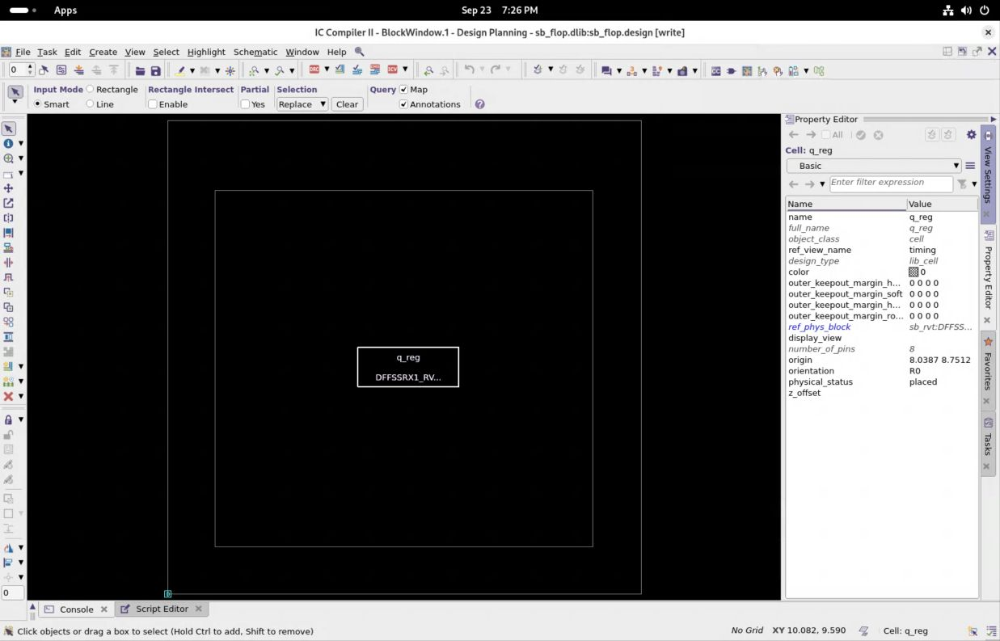 Apps
Sep 23 7:26 PM
IC Compiler II - BlockWindow.1 - Design Planning - sb_flop.dlib:sb_flop.design [write]
File Task Edit Create View Select Highlight Schematic Window Help
0
Input Mode Rectangle Rectangle Intersect Partial Selection Query Map
Smart Line Enable Yes Replace Clear Annotations
Property Editor
All
Cell: q_reg
Basic
Enter filter expression
Name Value
name q_reg
full_name q_reg
object_class cell
ref_view_name timing
design_type lib_cell
color 0
outer_keepout_margin_h... 0 0 0 0
outer_keepout_margin_soft 0 0 0 0
outer_keepout_margin_h... 0 0 0 0
outer_keepout_margin_ro... 0 0 0 0
ref_phys_block sb_rvt:DFFSS...
display_view
number_of_pins 8
origin 8.0387 8.7512
orientation R0
physical_status placed
z_offset
View Settings
Property Editor
Favorites
Tasks
q_reg
DFFSSRX1_RV...
0
Console Script Editor
Click objects or drag a box to select (Hold Ctrl to add, Shift to remove)
No Grid XY 10.082, 9.590 Cell: q_reg